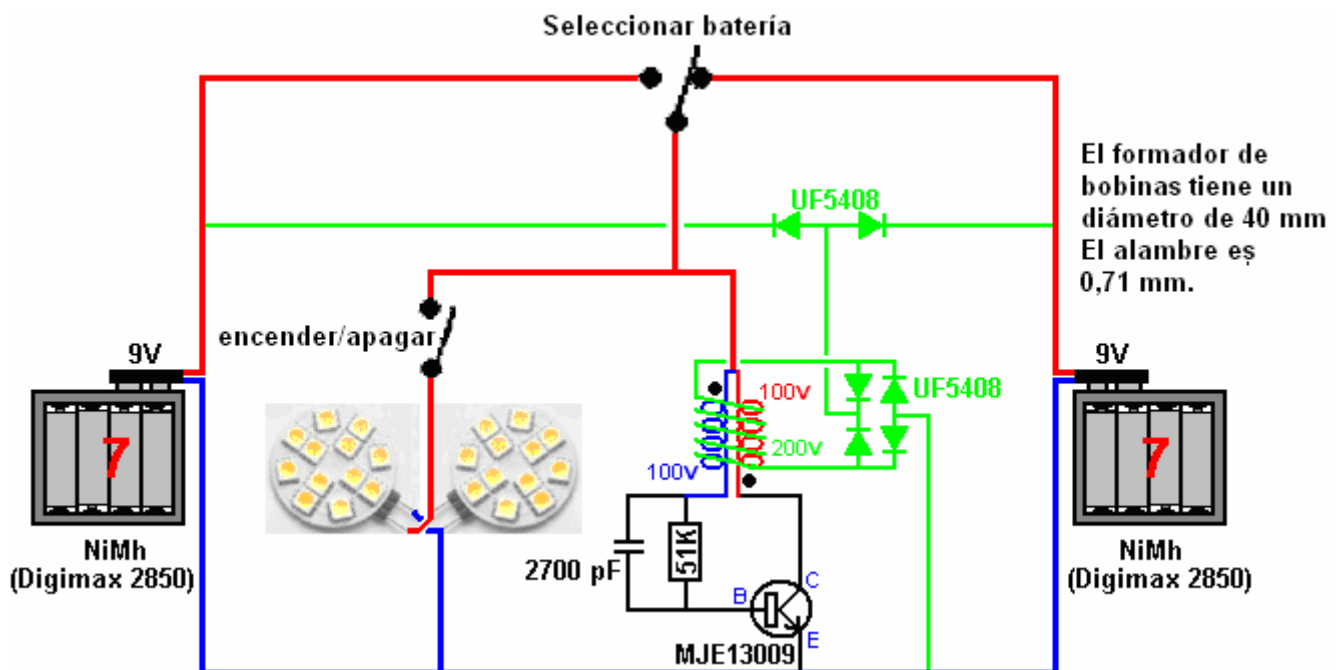 Seleccionar batería
El formador de
bobinas tiene un
diámetro de 40 mm
El alambre es
0,71 mm.
UF5408
encender/apagar
9V
9V
100V
UF5408
200V
100V
7
7
2700 pF
51K
B
C
E
NiMh
(Digimax 2850)
NiMh
(Digimax 2850)
MJE13009